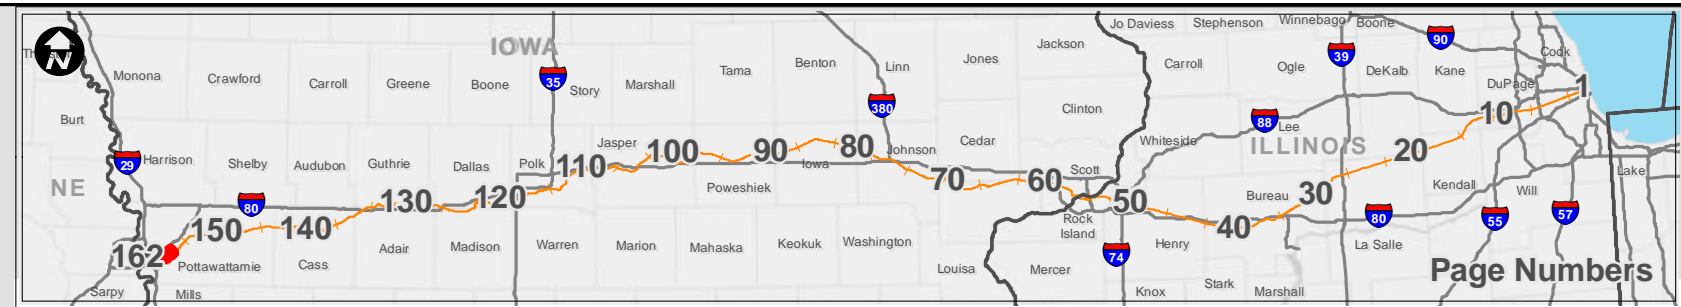 Jo Daviess
Stephenson
Winnebago
Boone
IOWA
N
Th
Monona
Crawford
Carroll
Greene
Boone
35
Story
Marshall
Tama
Benton
Linn
Jones
Jackson
Carroll
Ogle
39
DeKalb
90
Kane
Cook
DuPage
1
Burt
380
Clinton
88
Lee
10
29
Harrison
Shelby
Audubon
Guthrie
Dallas
Polk
Jasper
110
100
90
80
Iowa
Johnson
Cedar
Whiteside
ILLINOIS
20
NE
80
Poweshiek
70
60
Scott
50
Bureau
30
Kendall
Will
Lake
162
150
140
130
120
Pottawattamie
Cass
Adair
Madison
Warren
Marion
Mahaska
Keokuk
Washington
Louisa
Rock
Island
Mercer
74
Henry
40
80
La Salle
55
57
Sarpy
Mills
Knox
Stark
Marshall
Page Numbers